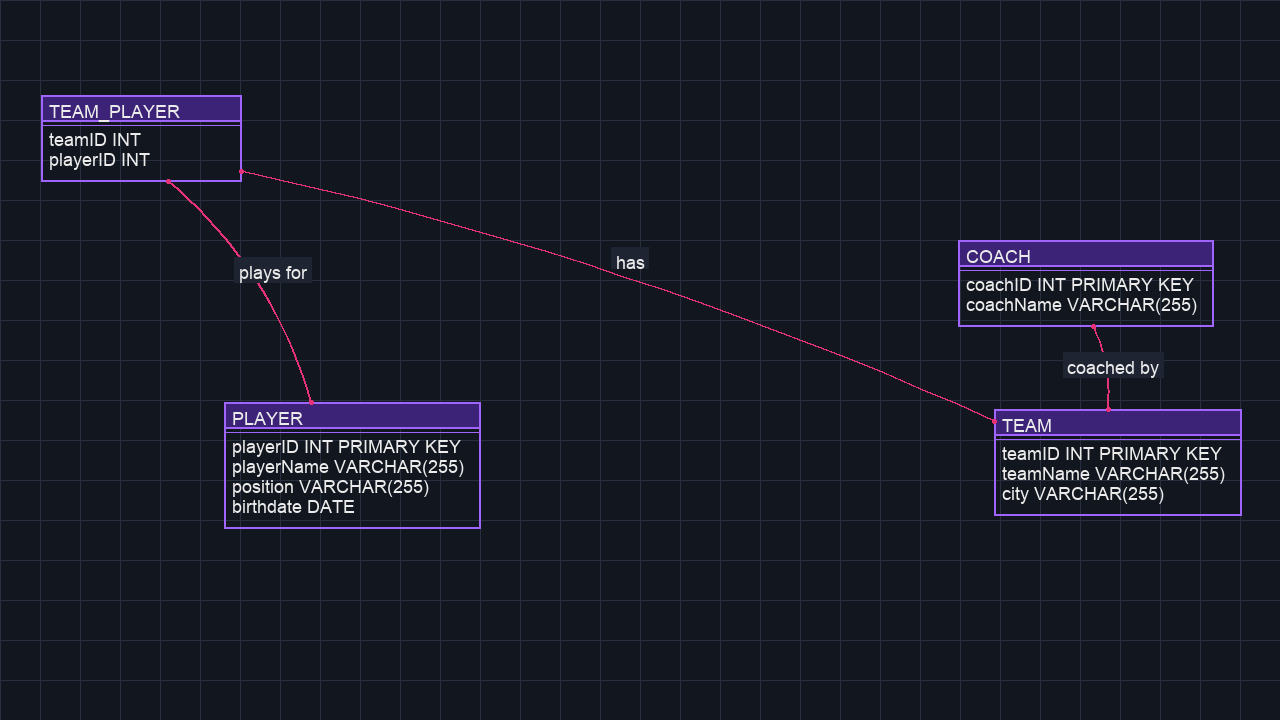 TEAM_PLAYER
teamID INT
playerID INT
plays for
has
COACH
coachID INT PRIMARY KEY
coachName VARCHAR(255)
coached by
PLAYER
playerID INT PRIMARY KEY
playerName VARCHAR(255)
position VARCHAR(255)
birthdate DATE
TEAM
teamID INT PRIMARY KEY
teamName VARCHAR(255)
city VARCHAR(255)